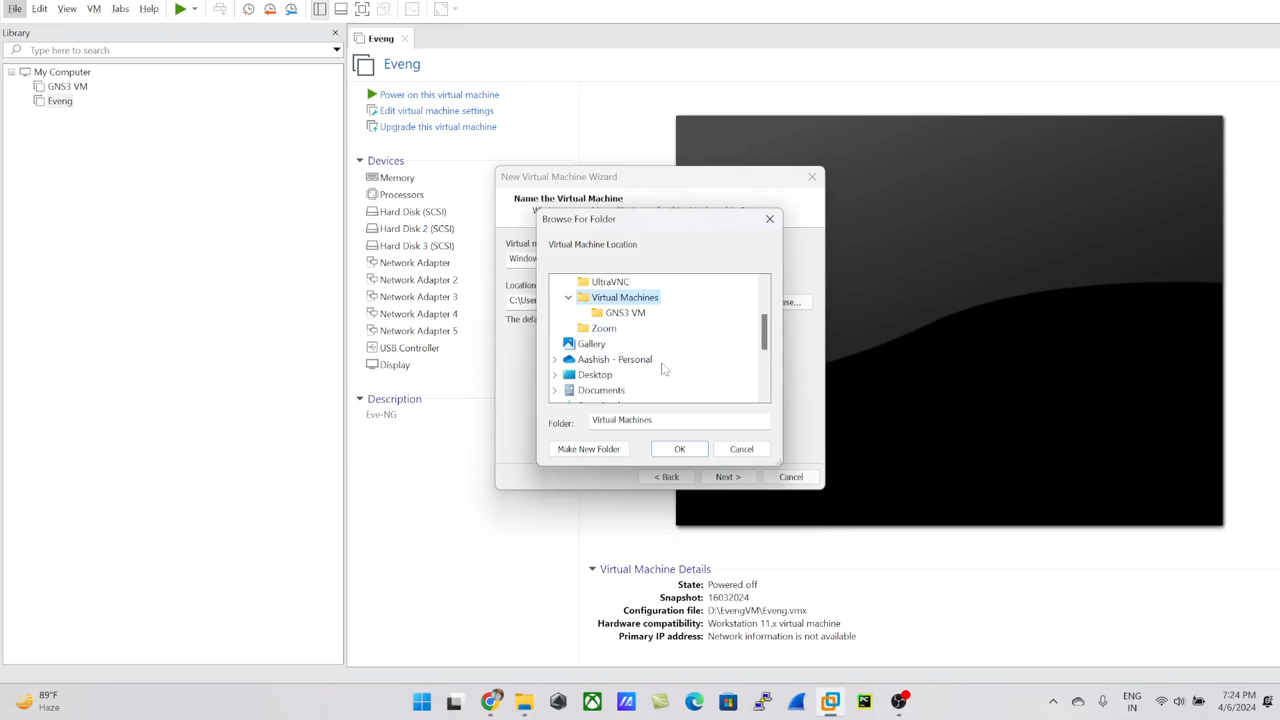 File Edit View VM Tabs Help
Library
Type here to search
My Computer
GNS3 VM
Eveng
Eveng
Eveng
Power on this virtual machine
Edit virtual machine settings
Upgrade this virtual machine
Devices
Memory
Processors
Hard Disk (SCSI)
Hard Disk 2 (SCSI)
Hard Disk 3 (SCSI)
Network Adapter
Network Adapter 2
Network Adapter 3
Network Adapter 4
Network Adapter 5
USB Controller
Display
Description
Eve-NG
New Virtual Machine Wizard
Name the Virtual Machine
Virtual
Window
Location
C:\User
Browse For Folder
Virtual Machine Location
UltraVNC
Virtual Machines
GNS3 VM
Zoom
Gallery
Aashish - Personal
Desktop
Documents
Folder: Virtual Machines
Make New Folder OK Cancel
< Back Next > Cancel
Virtual Machine Details
State: Powered off
Snapshot: 16032024
Configuration file: D:\EvengVM\Eveng.vmx
Hardware compatibility: Workstation 11.x virtual machine
Primary IP address: Network information is not available
89°F
Haze
ENG
IN
7:24 PM
4/6/2024